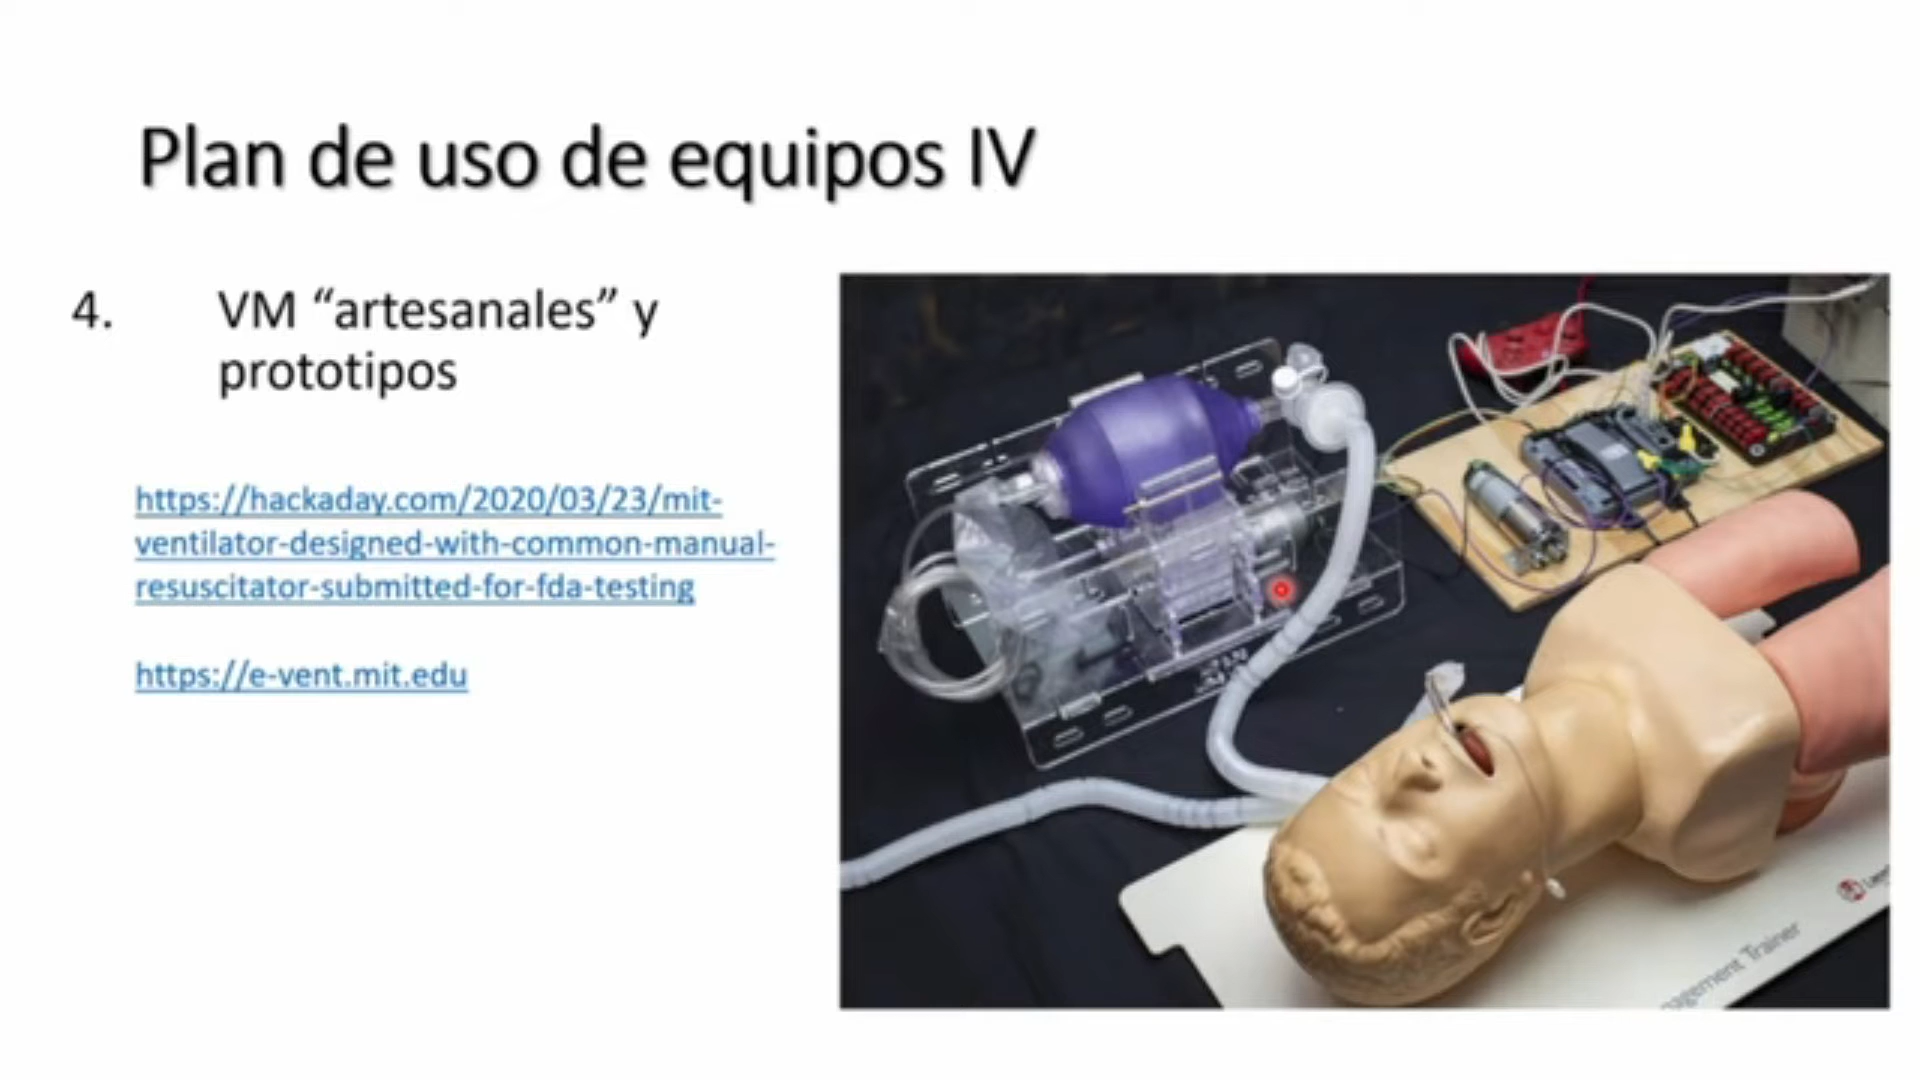 Plan de uso de equipos IV
4. VM “artesanales” y
prototipos
https://hackaday.com/2020/03/23/mit-
ventilator-designed-with-common-manual-
resuscitator-submitted-for-fda-testing
https://e-vent.mit.edu
Trainer